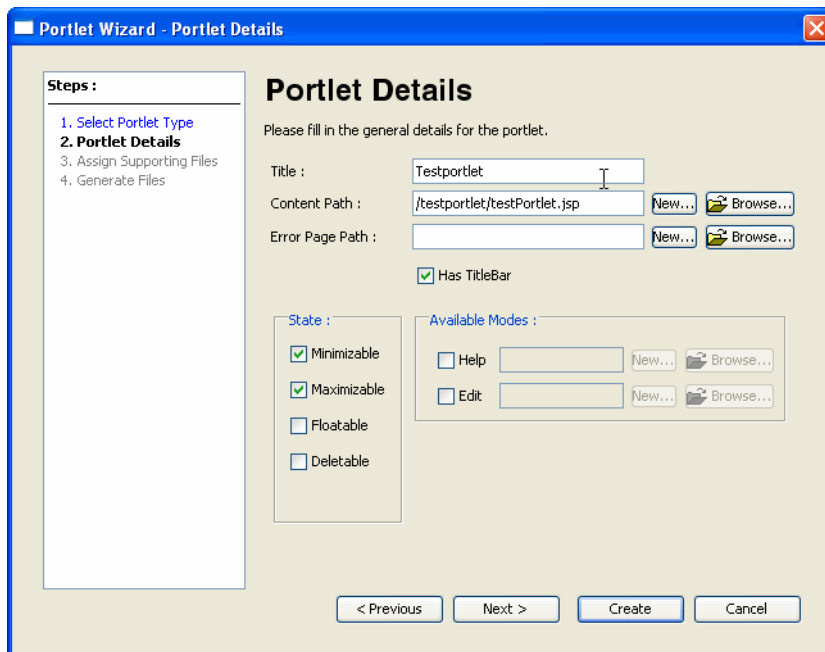 Portlet Wizard - Portlet Details
Steps :
1. Select Portlet Type
2. Portlet Details
3. Assign Supporting Files
4. Generate Files
Portlet Details
Please fill in the general details for the portlet.
Title : Testportlet
Content Path : /testportlet/testPortlet.jsp New... Browse...
Error Page Path : New... Browse...
Has TitleBar
State :
Minimizable
Maximizable
Floatable
Deletable
Available Modes :
Help New... Browse...
Edit New... Browse...
< Previous Next > Create Cancel